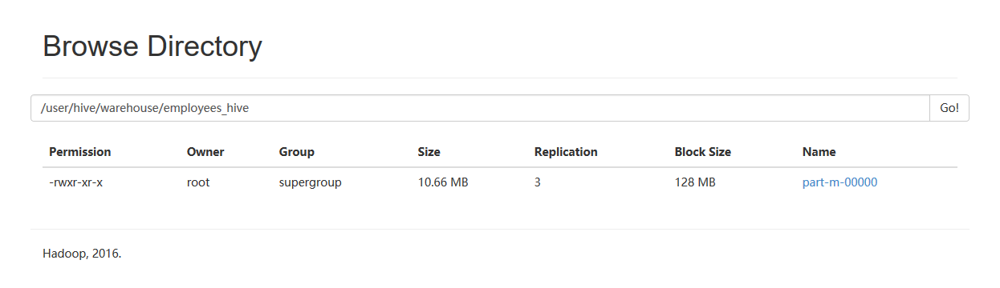 Browse Directory
/user/hive/warehouse/employees_hive Go!
Permission Owner Group Size Replication Block Size Name
-rwxr-xr-x root supergroup 10.66 MB 3 128 MB part-m-00000
Hadoop, 2016.